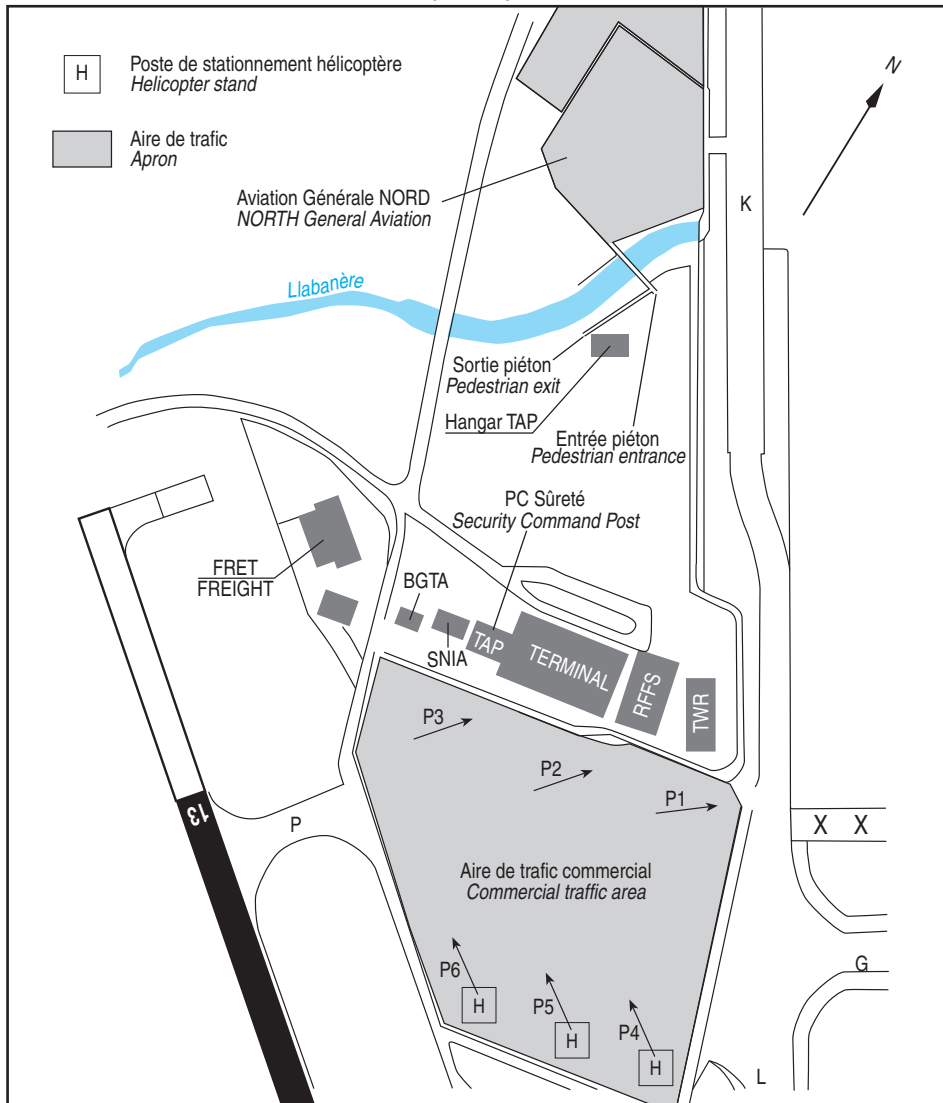 H
Poste de stationnement hélicoptère
Helicopter stand
Aire de trafic
Apron
N
Aviation Générale NORD
NORTH General Aviation
K
Llabanère
Sortie piéton
Pedestrian exit
Hangar TAP
Entrée piéton
Pedestrian entrance
PC Sûreté
Security Command Post
FRET
FREIGHT
BGTA
SNIA
TAP
TERMINAL
RFFS
TWR
P3
P2
P1
13
P
X X
Aire de trafic commercial
Commercial traffic area
G
P6
H
P5
H
P4
H
L